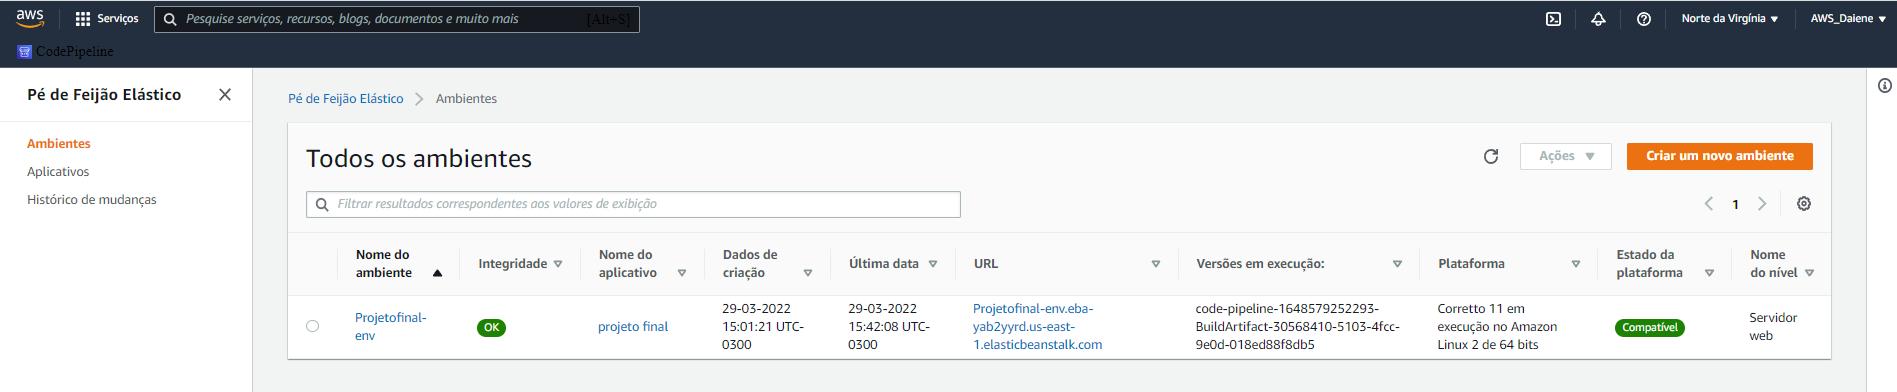 aws
Serviços
Pesquise serviços, recursos, blogs, documentos e muito mais
[Alt+S]
Norte da Virgínia
AWS_Daiene
CodePipeline
Pé de Feijão Elástico
Ambientes
Aplicativos
Histórico de mudanças
Pé de Feijão Elástico
Ambientes
Todos os ambientes
Ações
Criar um novo ambiente
Filtrar resultados correspondentes aos valores de exibição
1
Nome do
ambiente
Integridade
Nome do
aplicativo
Dados de
criação
Última data
URL
Versões em execução:
Plataforma
Estado da
plataforma
Nome
do nível
Projetofinal-
env
OK
projeto final
29-03-2022
15:01:21 UTC-
0300
29-03-2022
15:42:08 UTC-
0300
Projetofinal-env.eba-
yab2yyrd.us-east-
1.elasticbeanstalk.com
code-pipeline-1648579252293-
BuildArtifact-30568410-5103-4fcc-
9e0d-018ed88f8db5
Corretto 11 em
execução no Amazon
Linux 2 de 64 bits
Compatível
Servidor
web